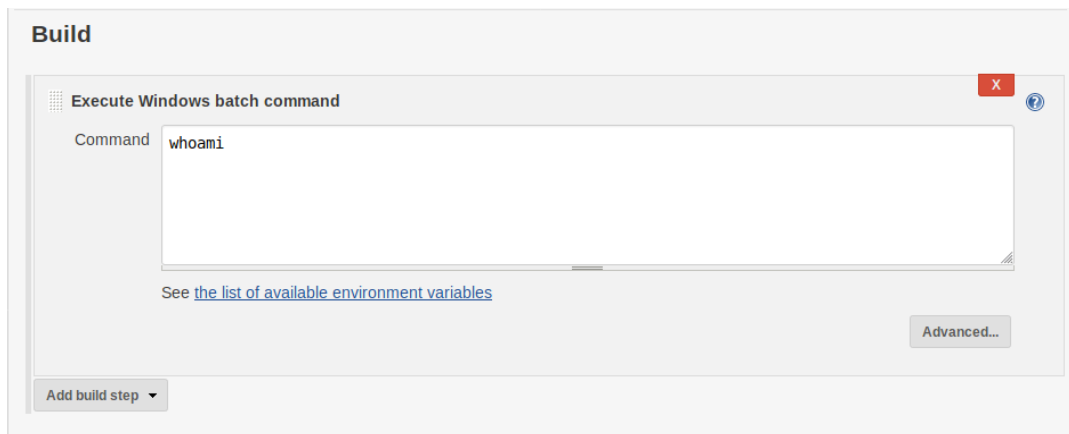 Build
X
Execute Windows batch command
?
Command
whoami
See the list of available environment variables
Advanced...
Add build step